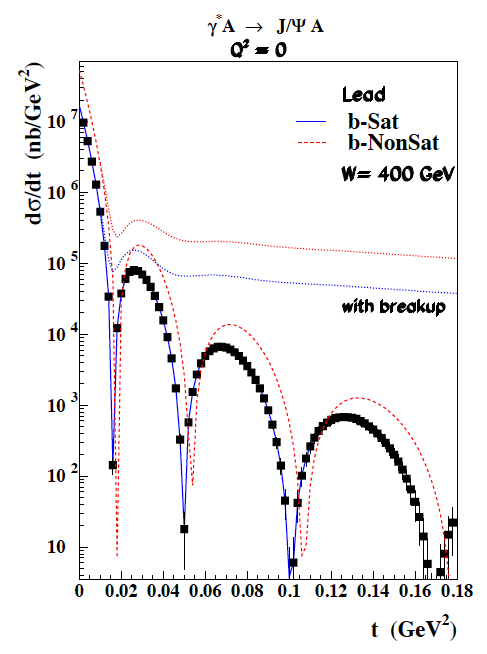 γ*A → J/Ψ A
Q² = 0
dσ/dt (nb/GeV²)
Lead
b-Sat
b-NonSat
W= 400 GeV
with breakup
10⁷
10⁶
10⁵
10⁴
10³
10²
10
0 0.02 0.04 0.06 0.08 0.1 0.12 0.14 0.16 0.18
t (GeV²)